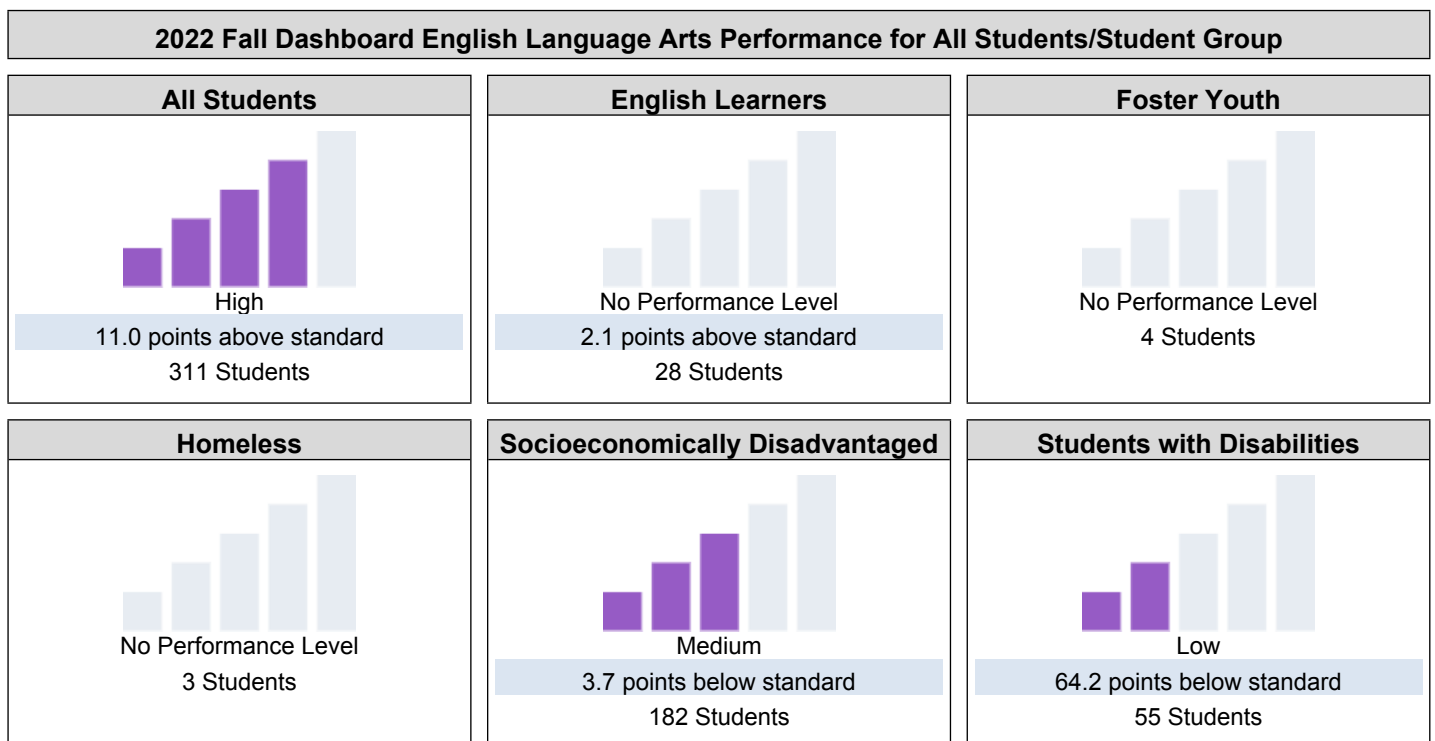 2022 Fall Dashboard English Language Arts Performance for All Students/Student Group
All Students
High
11.0 points above standard
311 Students
English Learners
No Performance Level
2.1 points above standard
28 Students
Foster Youth
No Performance Level
4 Students
Homeless
No Performance Level
3 Students
Socioeconomically Disadvantaged
Medium
3.7 points below standard
182 Students
Students with Disabilities
Low
64.2 points below standard
55 Students